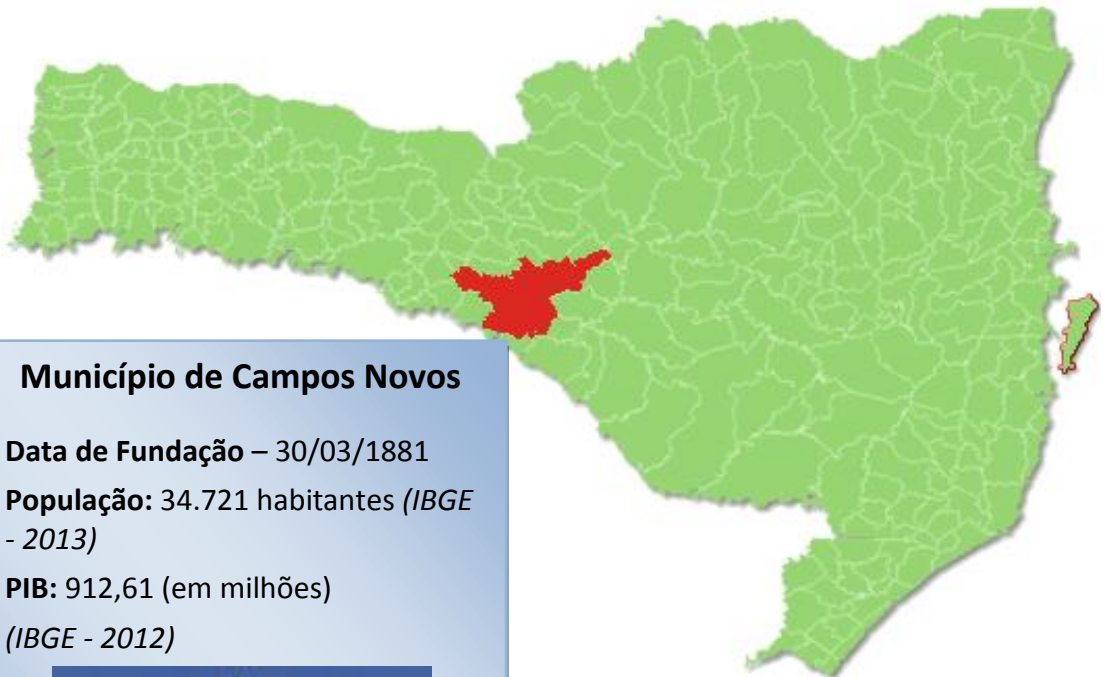 Município de Campos Novos
Data de Fundação – 30/03/1881
População: 34.721 habitantes (IBGE
- 2013)
PIB: 912,61 (em milhões)
(IBGE - 2012)